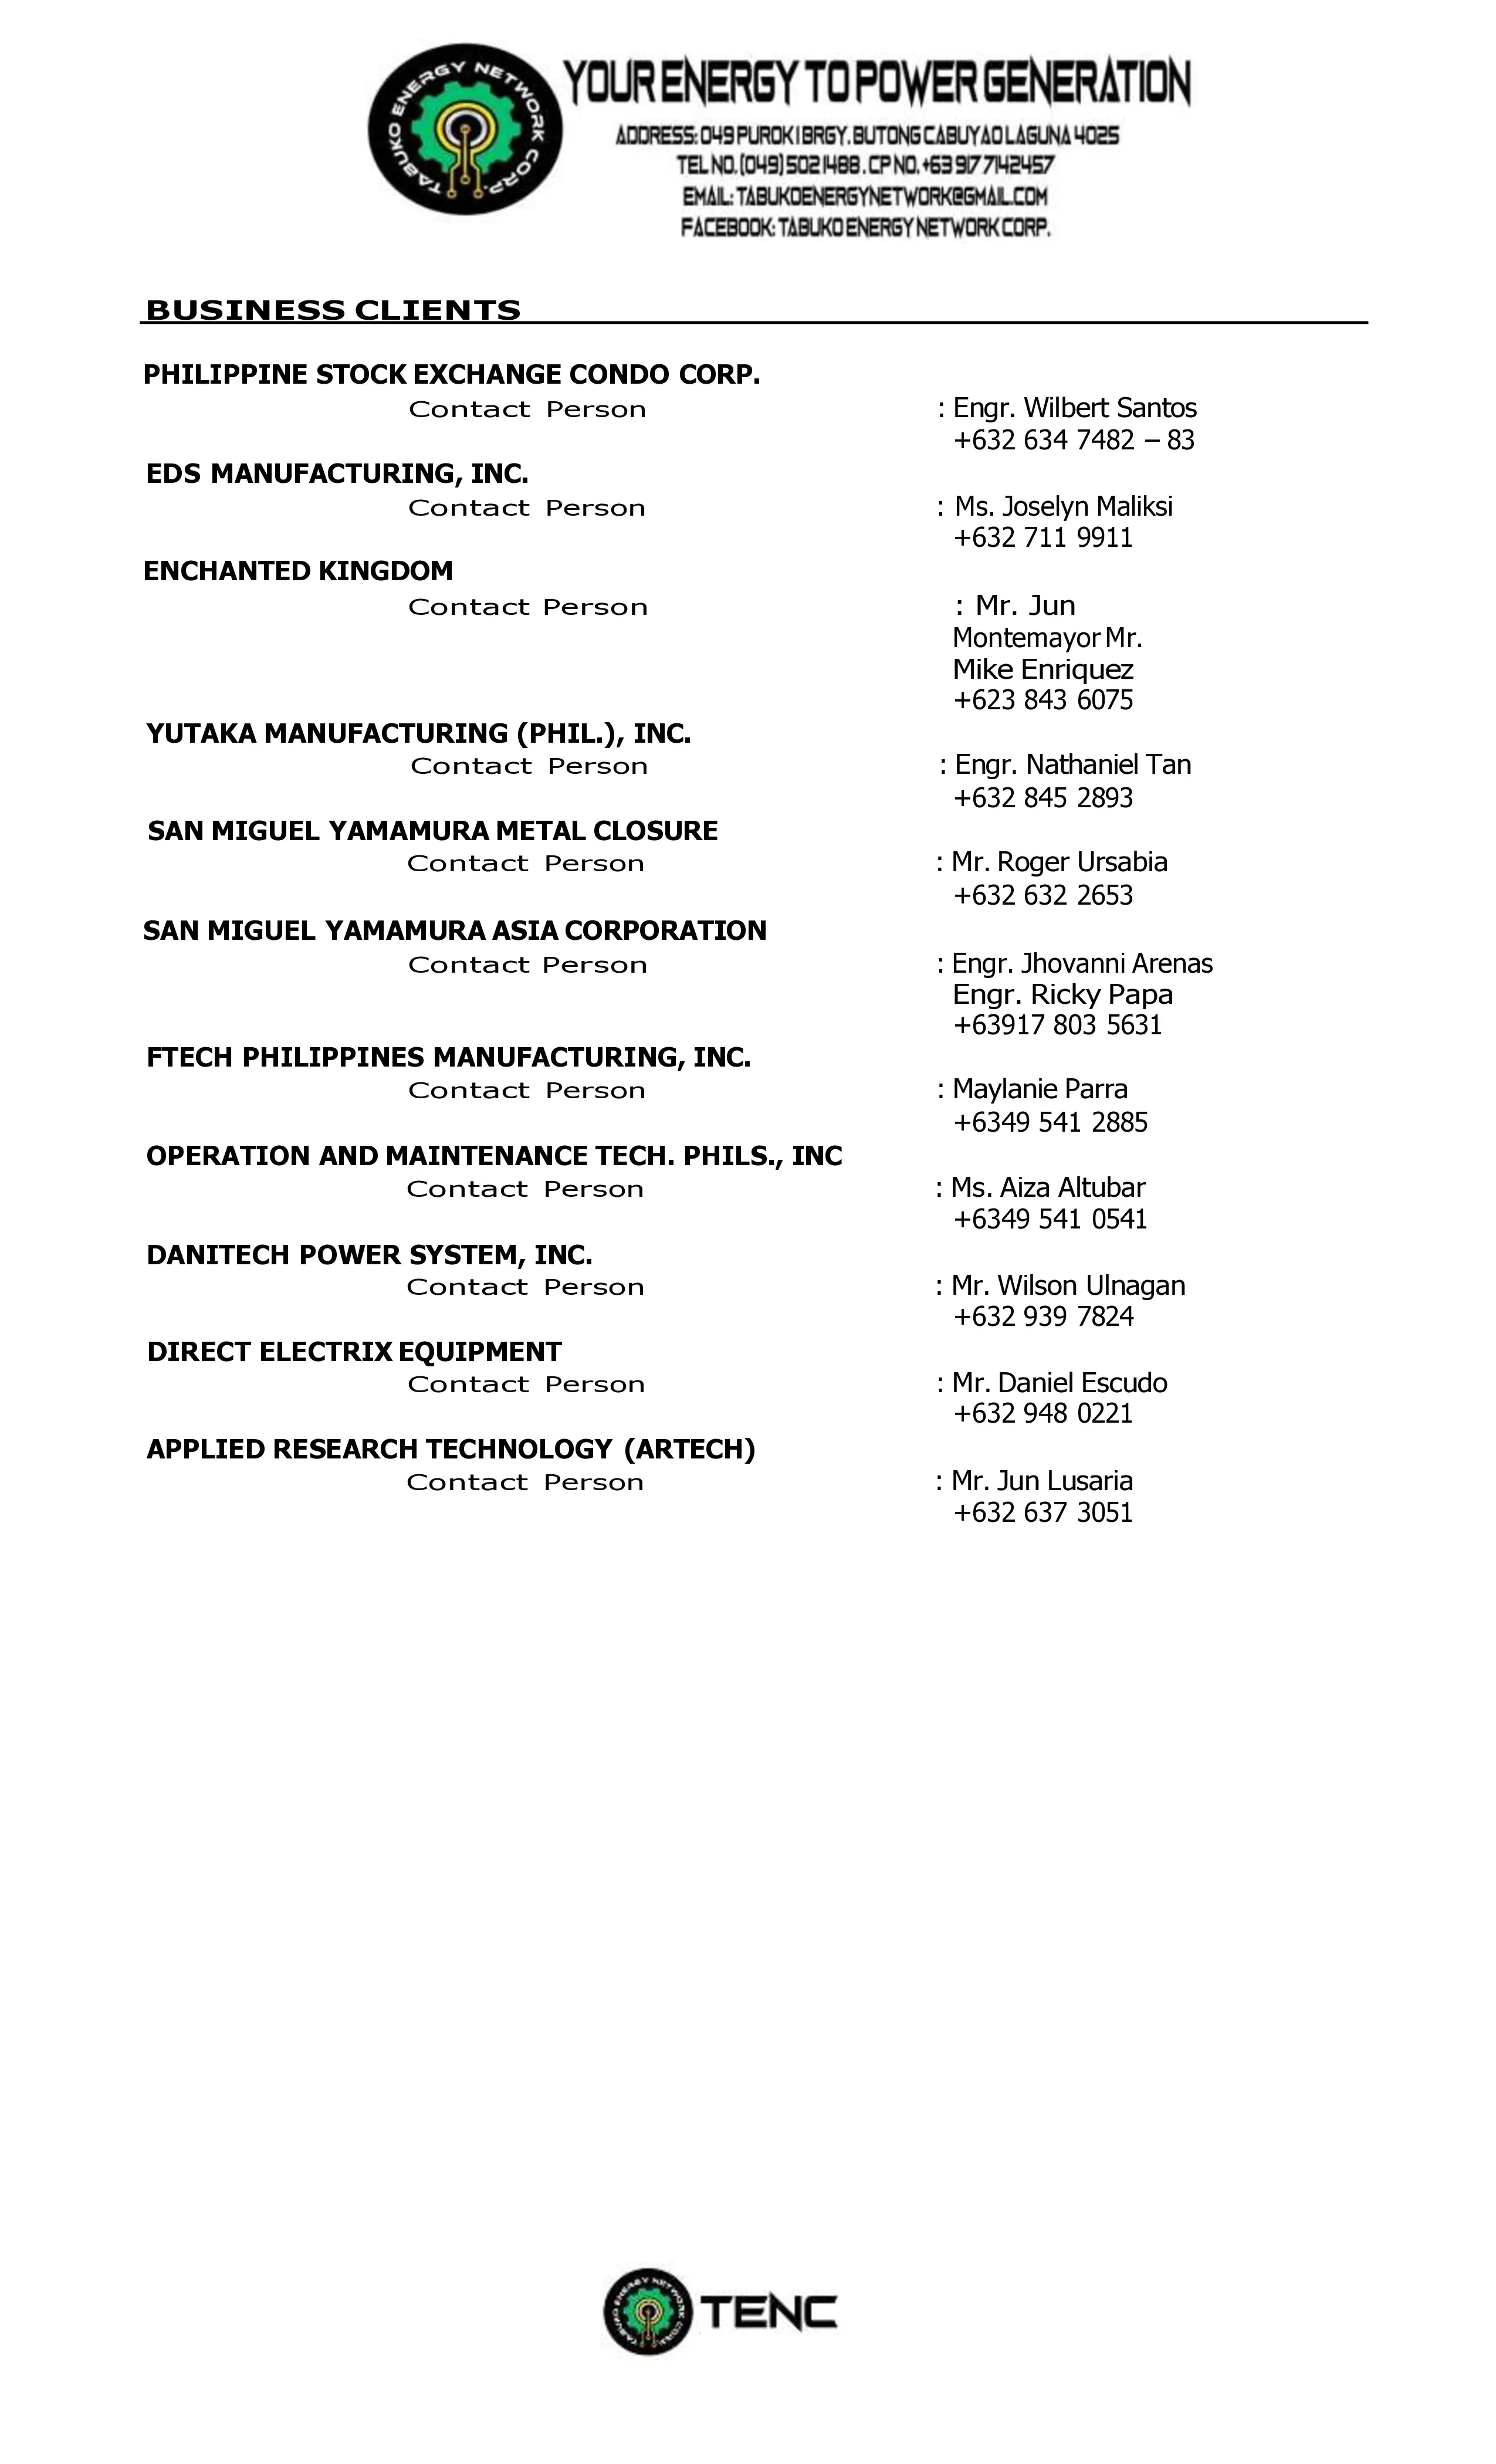 TABUKO ENERGY NETWORK CORP.
YOUR ENERGY TO POWER GENERATION
ADDRESS: 049 PUROK 1 BRGY. BUTONG CABUYAO LAGUNA 4025
TEL NO. (049) 502 1488 . CP NO. +63 917 7142457
EMAIL: TABUKOENERGYNETWORK@GMAIL.COM
FACEBOOK: TABUKO ENERGY NETWORK CORP.
BUSINESS CLIENTS
PHILIPPINE STOCK EXCHANGE CONDO CORP.
Contact Person : Engr. Wilbert Santos
+632 634 7482 – 83
EDS MANUFACTURING, INC.
Contact Person : Ms. Joselyn Maliksi
+632 711 9911
ENCHANTED KINGDOM
Contact Person : Mr. Jun
Montemayor Mr.
Mike Enriquez
+623 843 6075
YUTAKA MANUFACTURING (PHIL.), INC.
Contact Person : Engr. Nathaniel Tan
+632 845 2893
SAN MIGUEL YAMAMURA METAL CLOSURE
Contact Person : Mr. Roger Ursabia
+632 632 2653
SAN MIGUEL YAMAMURA ASIA CORPORATION
Contact Person : Engr. Jhovanni Arenas
Engr. Ricky Papa
+63917 803 5631
FTECH PHILIPPINES MANUFACTURING, INC.
Contact Person : Maylanie Parra
+6349 541 2885
OPERATION AND MAINTENANCE TECH. PHILS., INC
Contact Person : Ms. Aiza Altubar
+6349 541 0541
DANITECH POWER SYSTEM, INC.
Contact Person : Mr. Wilson Ulnagan
+632 939 7824
DIRECT ELECTRIX EQUIPMENT
Contact Person : Mr. Daniel Escudo
+632 948 0221
APPLIED RESEARCH TECHNOLOGY (ARTECH)
Contact Person : Mr. Jun Lusaria
+632 637 3051
TABUKO ENERGY NETWORK CORP.
TENC